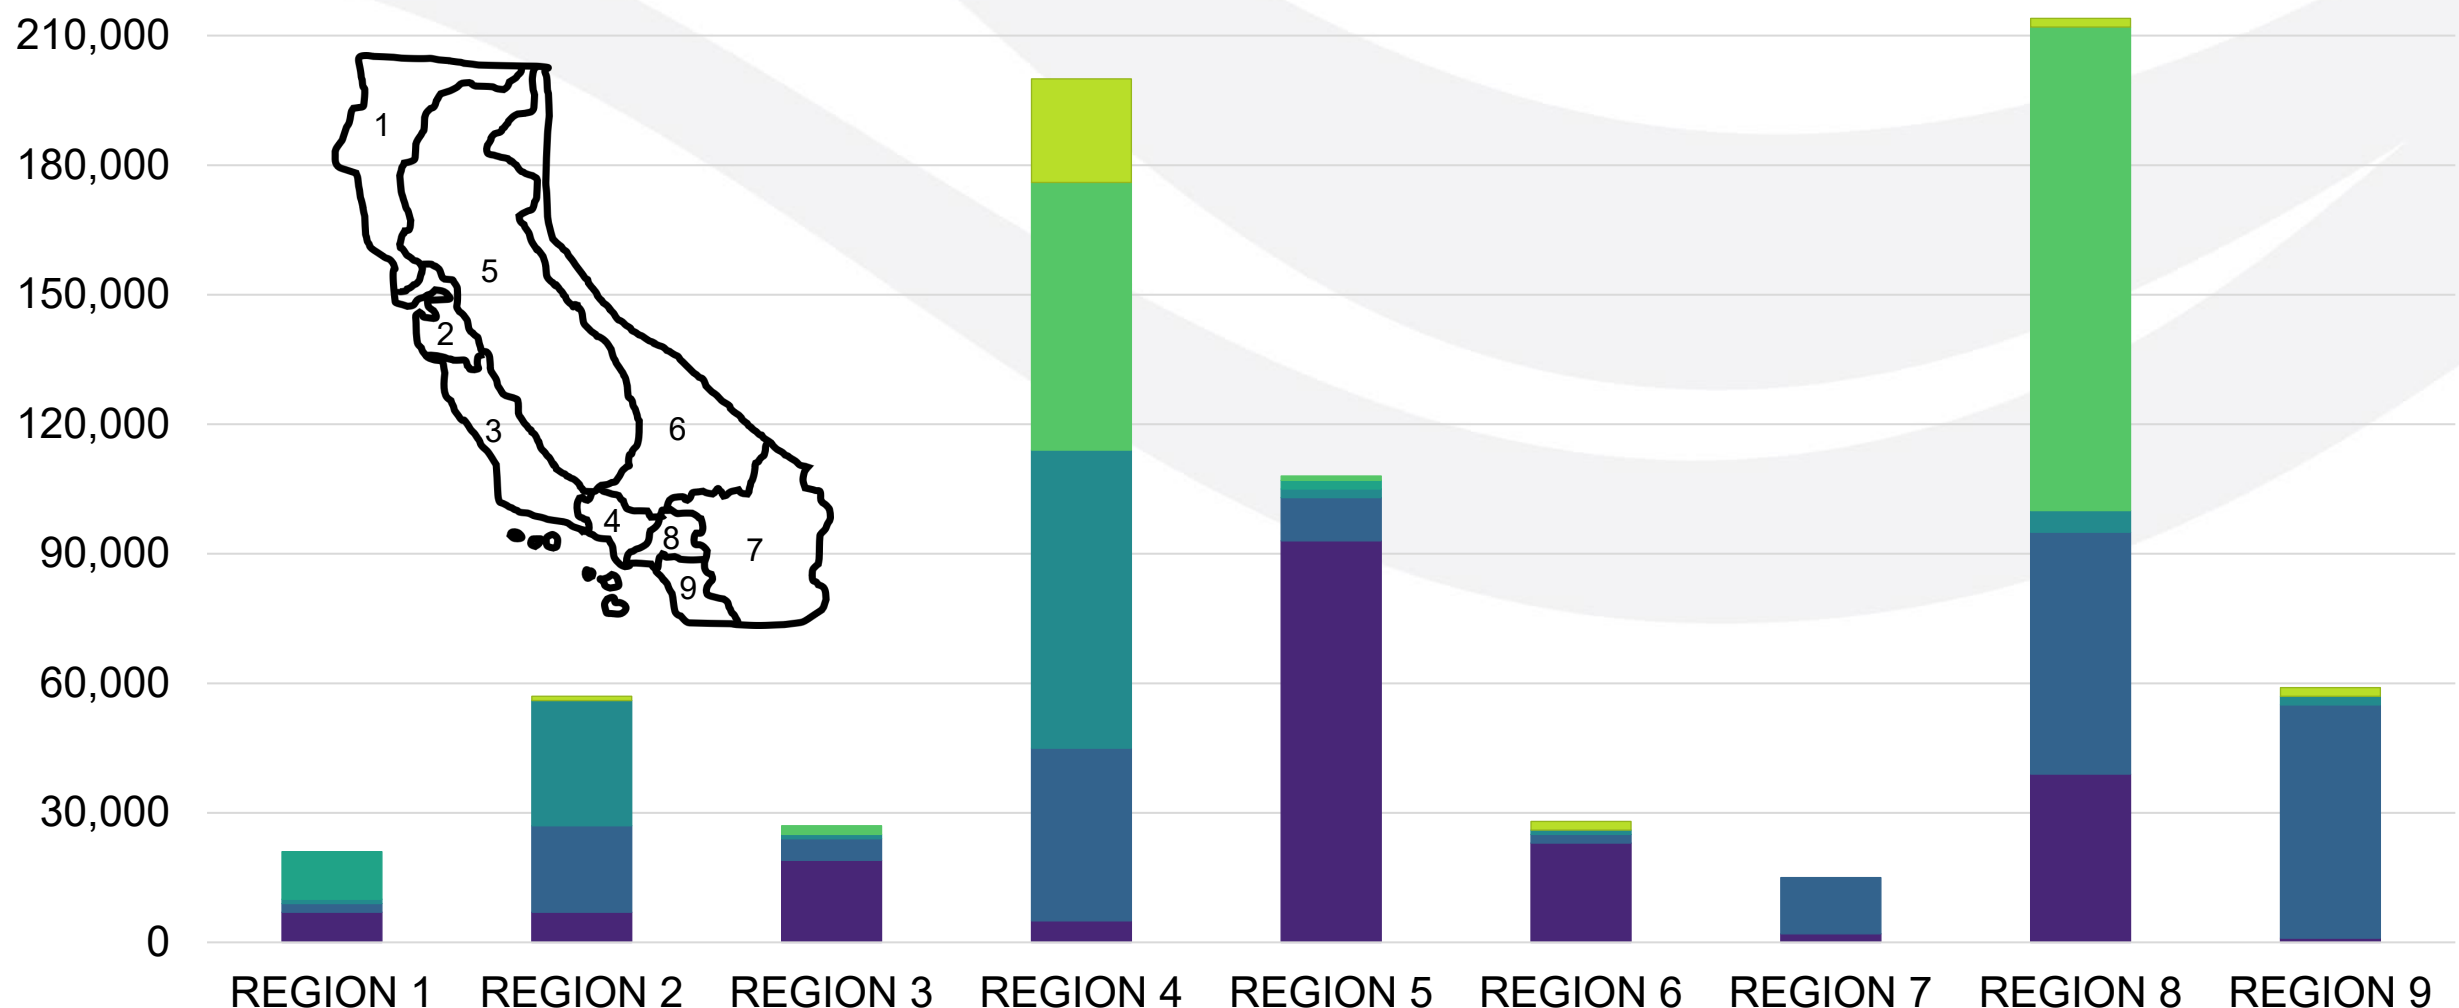 210,000
180,000
150,000
120,000
90,000
60,000
30,000
0
1
5
2
3
6
4
8
7
9
REGION 1
REGION 2
REGION 3
REGION 4
REGION 5
REGION 6
REGION 7
REGION 8
REGION 9